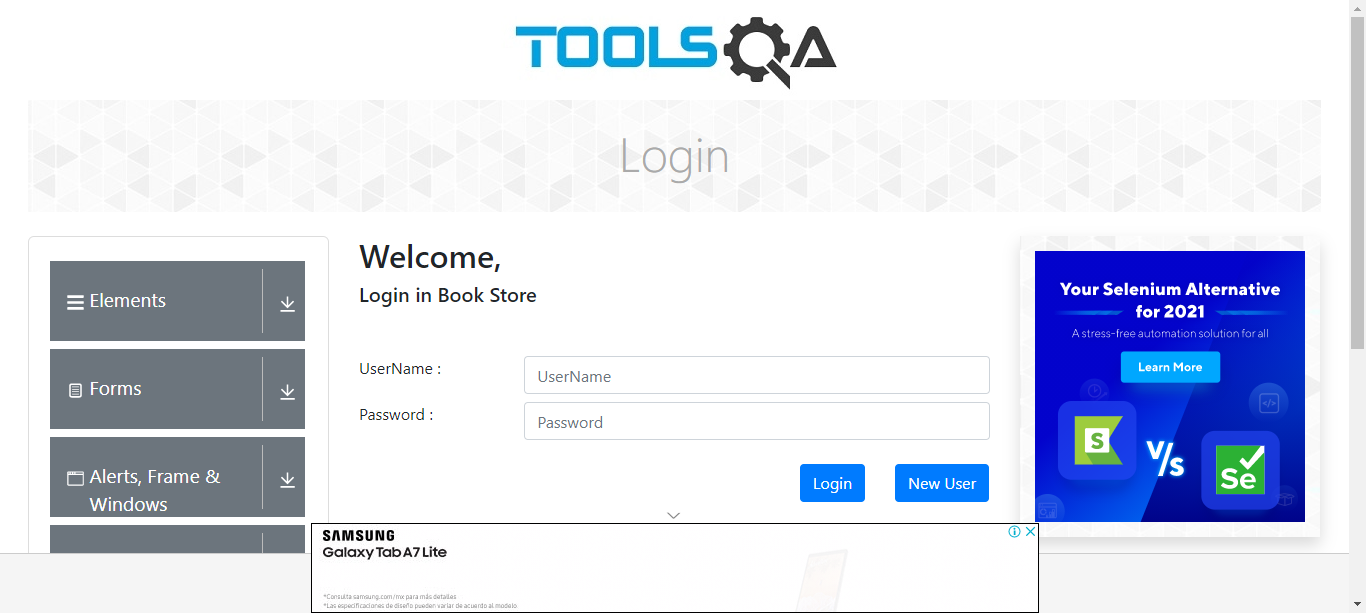 TOOLSQA
Login
Elements
Forms
Alerts, Frame &
Windows
Welcome,
Login in Book Store
UserName :
UserName
Password :
Password
Login
New User
Your Selenium Alternative
for 2021
A stress-free automation solution for all
Learn More
S
V/S
Se
SAMSUNG
Galaxy Tab A7 Lite
*Consulta samsung.com/mx para más detalles
*Las especificaciones de diseño pueden variar de acuerdo al modelo.